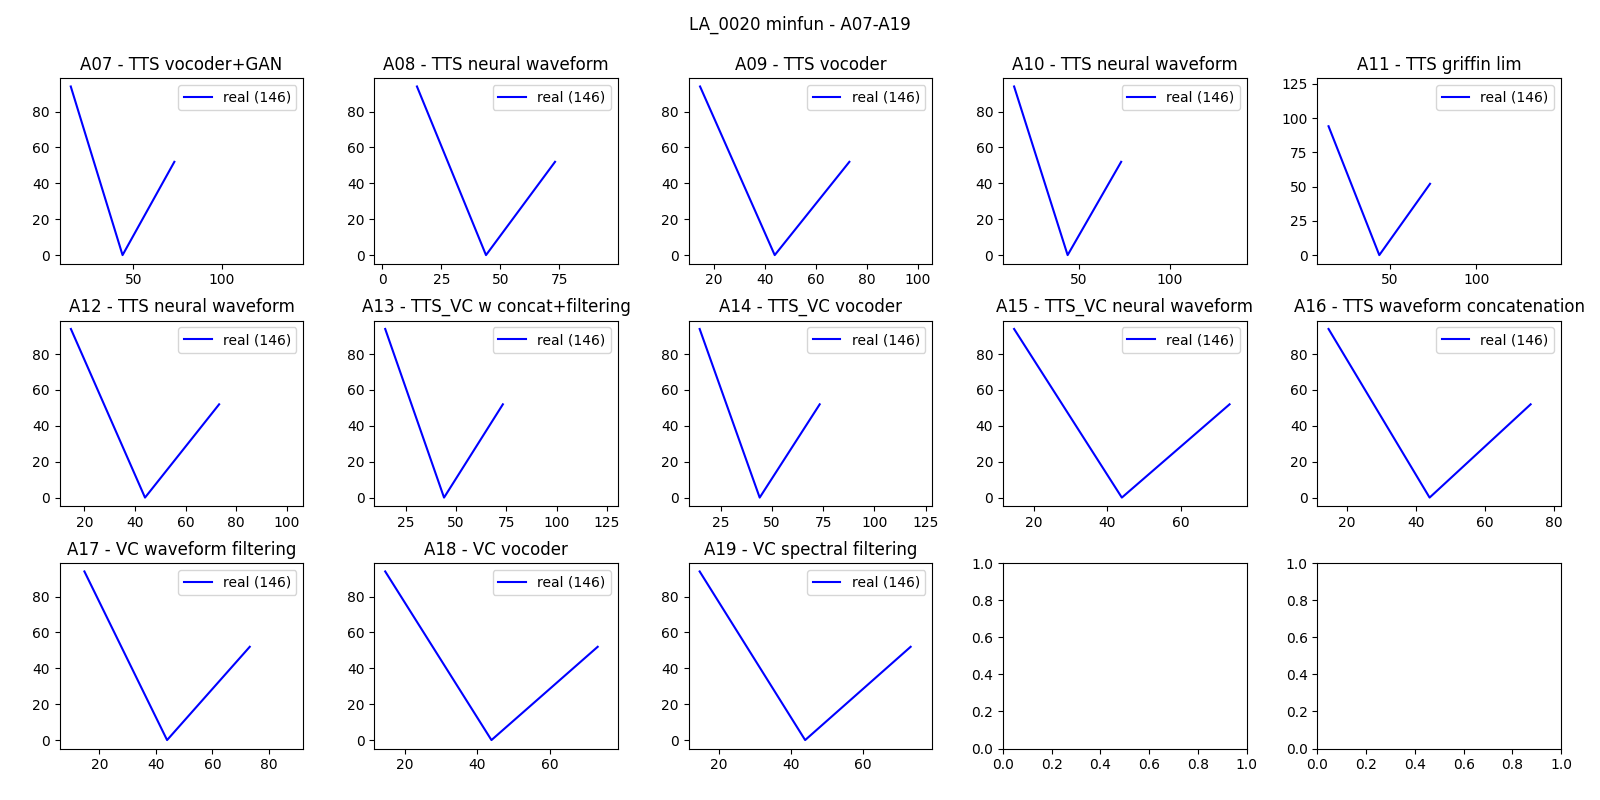 LA_0020 minfun - A07-A19
A07 - TTS vocoder+GAN
real (146)
80
60
40
20
0
50 100
A08 - TTS neural waveform
real (146)
80
60
40
20
0
0 25 50 75
A09 - TTS vocoder
real (146)
80
60
40
20
0
20 40 60 80 100
A10 - TTS neural waveform
real (146)
80
60
40
20
0
50 100
A11 - TTS griffin lim
real (146)
125
100
75
50
25
0
50 100
A12 - TTS neural waveform
real (146)
80
60
40
20
0
20 40 60 80 100
A13 - TTS_VC w concat+filtering
real (146)
80
60
40
20
0
25 50 75 100 125
A14 - TTS_VC vocoder
real (146)
80
60
40
20
0
25 50 75 100 125
A15 - TTS_VC neural waveform
real (146)
80
60
40
20
0
20 40 60
A16 - TTS waveform concatenation
real (146)
80
60
40
20
0
20 40 60 80
A17 - VC waveform filtering
real (146)
80
60
40
20
0
20 40 60 80
A18 - VC vocoder
real (146)
80
60
40
20
0
20 40 60
A19 - VC spectral filtering
real (146)
80
60
40
20
0
20 40 60
1.0
0.8
0.6
0.4
0.2
0.0
0.0 0.2 0.4 0.6 0.8 1.0
1.0
0.8
0.6
0.4
0.2
0.0
0.0 0.2 0.4 0.6 0.8 1.0